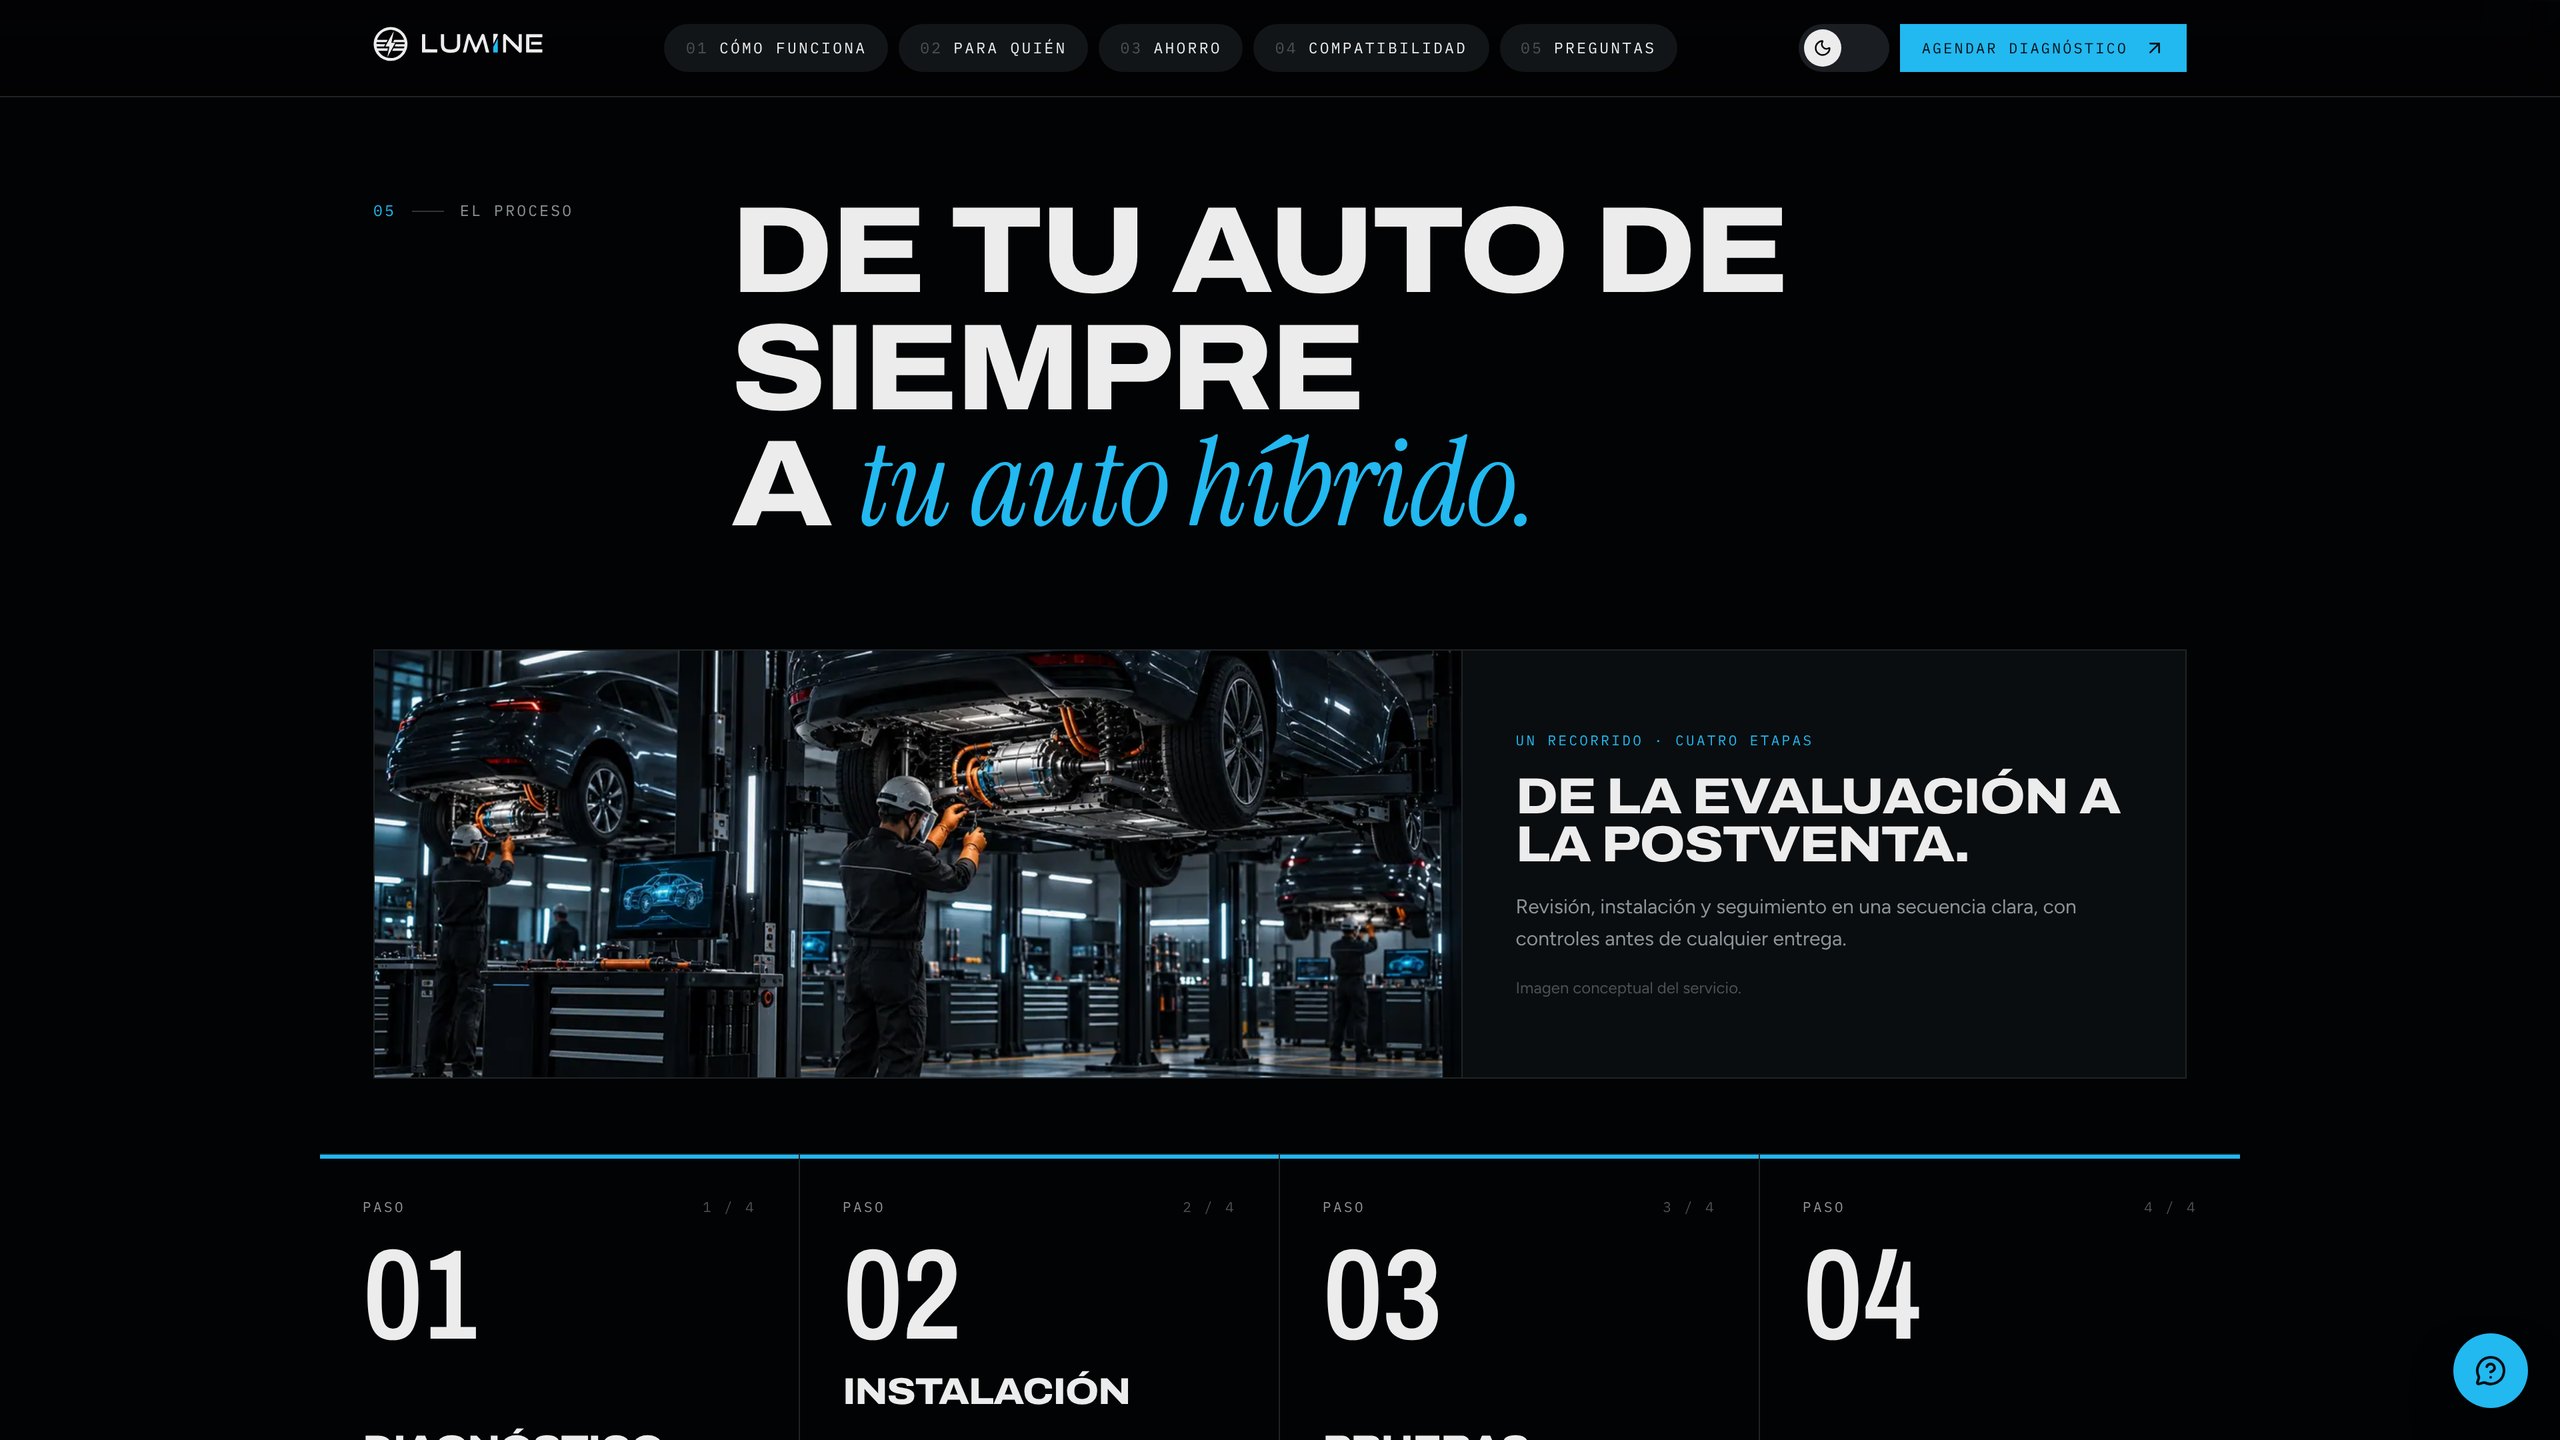 LUMINE
01 CÓMO FUNCIONA
02 PARA QUIÉN
03 AHORRO
04 COMPATIBILIDAD
05 PREGUNTAS
AGENDAR DIAGNÓSTICO
05 — EL PROCESO
DE TU AUTO DE
SIEMPRE
A tu auto híbrido.
UN RECORRIDO · CUATRO ETAPAS
DE LA EVALUACIÓN A
LA POSTVENTA.
Revisión, instalación y seguimiento en una secuencia clara, con
controles antes de cualquier entrega.
Imagen conceptual del servicio.
PASO 1 / 4
01
DIAGNÓSTICO
PASO 2 / 4
02
INSTALACIÓN
PASO 3 / 4
03
PRUEBAS
PASO 4 / 4
04